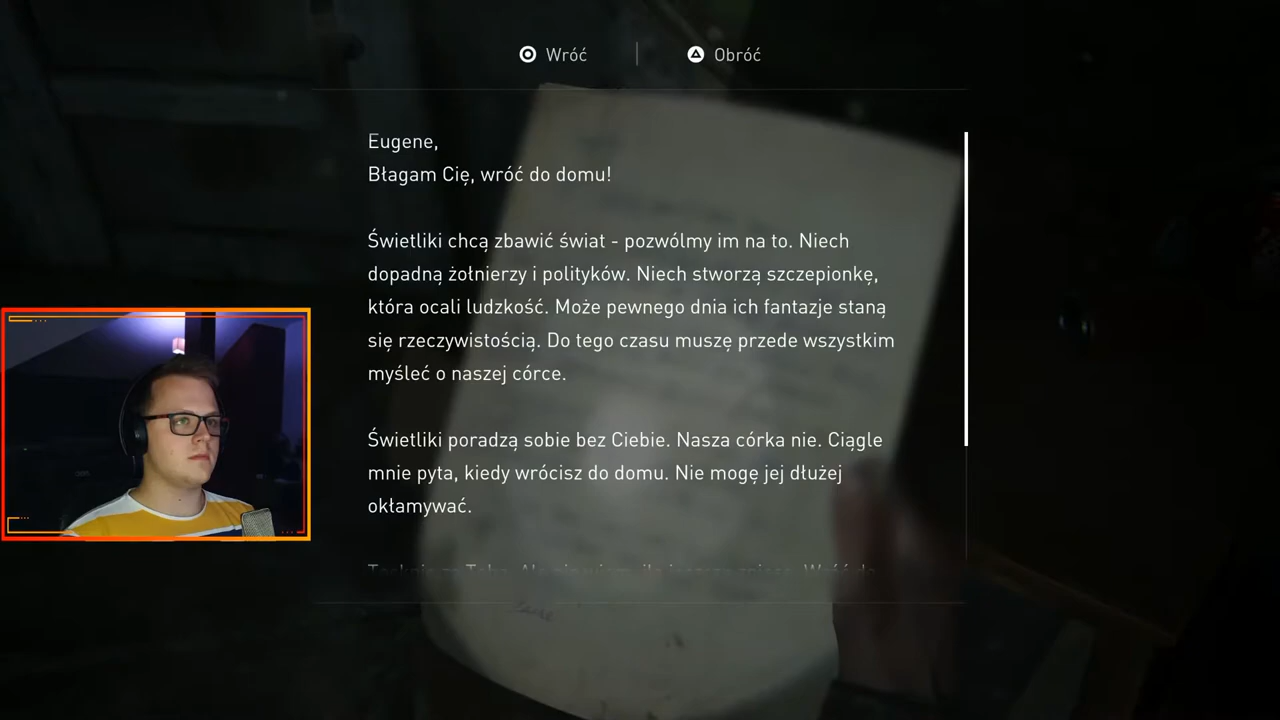 Wróć | Obróć
Eugene,
Błagam Cię, wróć do domu!
Świetliki chcą zbawić świat - pozwólmy im na to. Niech
dopadną żołnierzy i polityków. Niech stworzą szczepionkę,
która ocali ludzkość. Może pewnego dnia ich fantazje staną
się rzeczywistością. Do tego czasu muszę przede wszystkim
myśleć o naszej córce.
Świetliki poradzą sobie bez Ciebie. Nasza córka nie. Ciągle
mnie pyta, kiedy wrócisz do domu. Nie mogę jej dłużej
okłamywać.